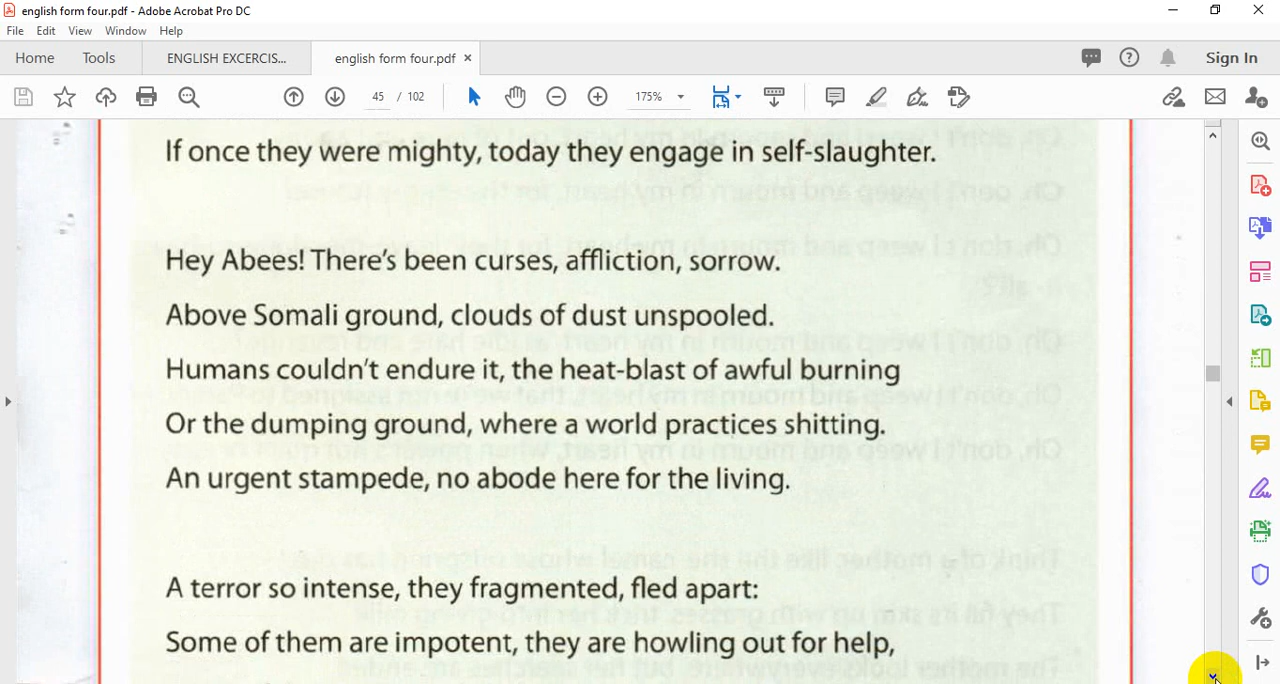 english form four.pdf - Adobe Acrobat Pro DC
File Edit View Window Help
Home Tools ENGLISH EXCERCIS... english form four.pdf × Sign In
45 / 102 175%
If once they were mighty, today they engage in self-slaughter.
Hey Abees! There's been curses, affliction, sorrow.
Above Somali ground, clouds of dust unspooled.
Humans couldn't endure it, the heat-blast of awful burning
Or the dumping ground, where a world practices shitting.
An urgent stampede, no abode here for the living.
A terror so intense, they fragmented, fled apart:
Some of them are impotent, they are howling out for help,